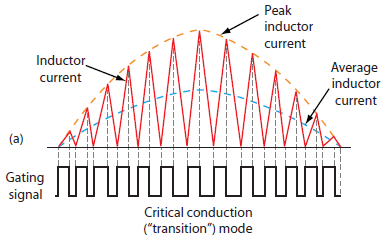 Peak
inductor
current
Inductor
current
Average
inductor
current
(a)
Gating
signal
Critical conduction
("transition") mode